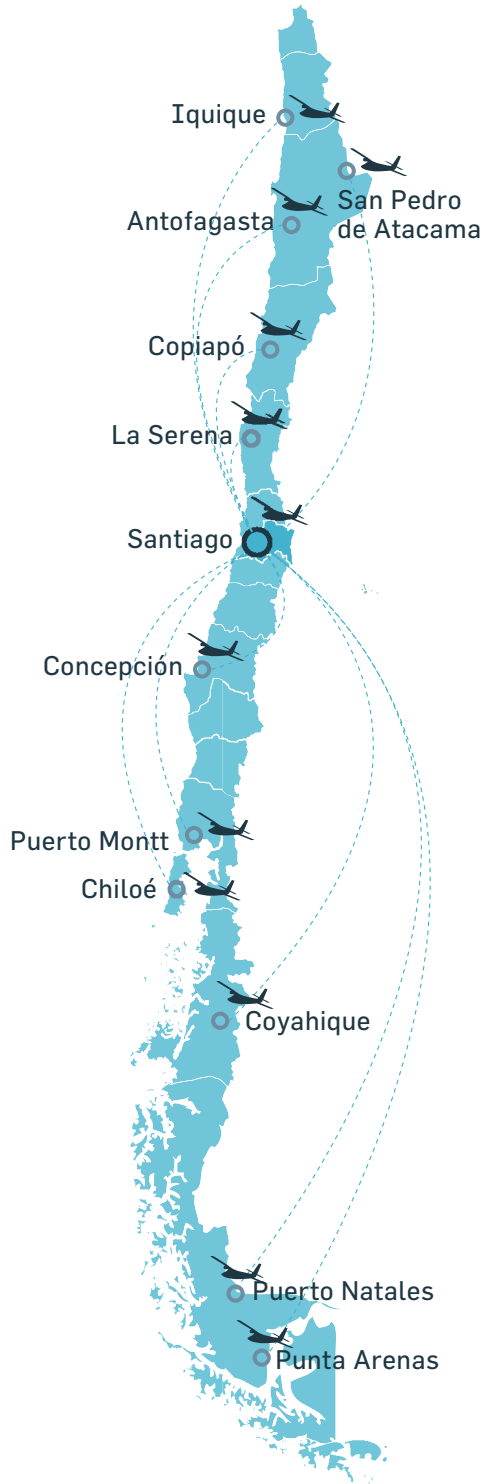 Iquique
San Pedro
de Atacama
Antofagasta
Copiapó
La Serena
Santiago
Concepción
Puerto Montt
Chiloé
Coyahique
Puerto Natales
Punta Arenas